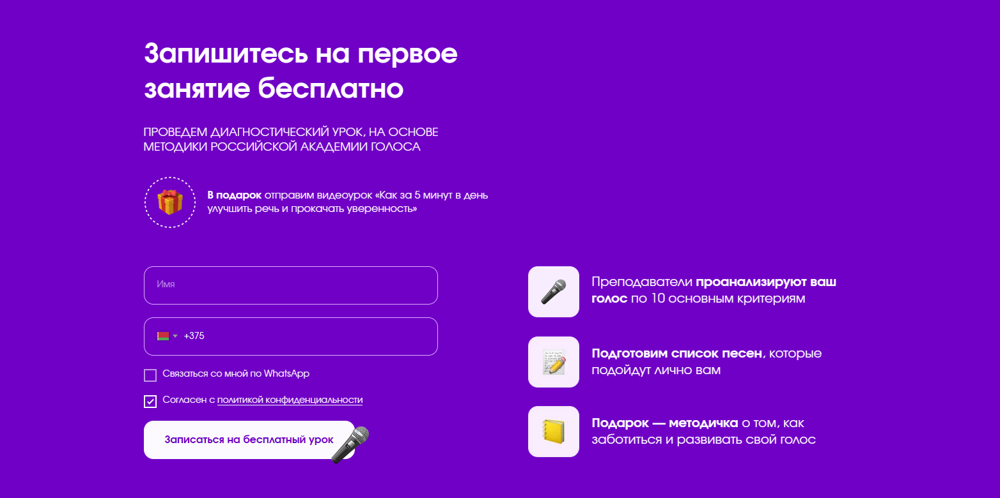 Запишитесь на первое
занятие бесплатно
ПРОВЕДЕМ ДИАГНОСТИЧЕСКИЙ УРОК, НА ОСНОВЕ
МЕТОДИКИ РОССИЙСКОЙ АКАДЕМИИ ГОЛОСА
В подарок отправим видеоурок «Как за 5 минут в день
улучшить речь и прокачать уверенность»
Имя
+375
Связаться со мной по WhatsApp
Согласен с политикой конфиденциальности
Записаться на бесплатный урок
Преподаватели проанализируют ваш
голос по 10 основным критериям
Подготовим список песен, которые
подойдут лично вам
Подарок — методичка о том, как
заботиться и развивать свой голос